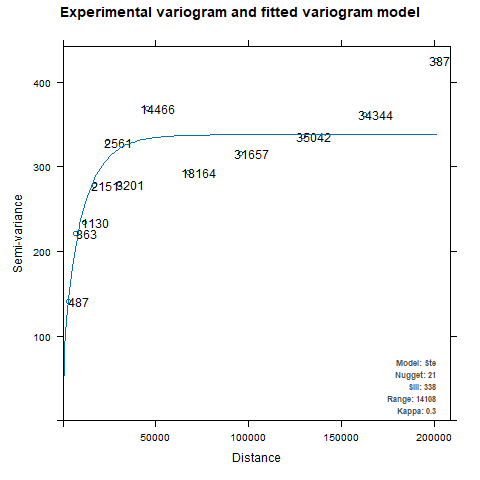 Experimental variogram and fitted variogram model
Semi-variance
400
300
200
100
387
14466
34344
2561
35042
31657
18164
2151
3201
1130
863
487
Model: Ste
Nugget: 21
Sill: 338
Range: 14108
Kappa: 0.3
50000 100000 150000 200000
Distance